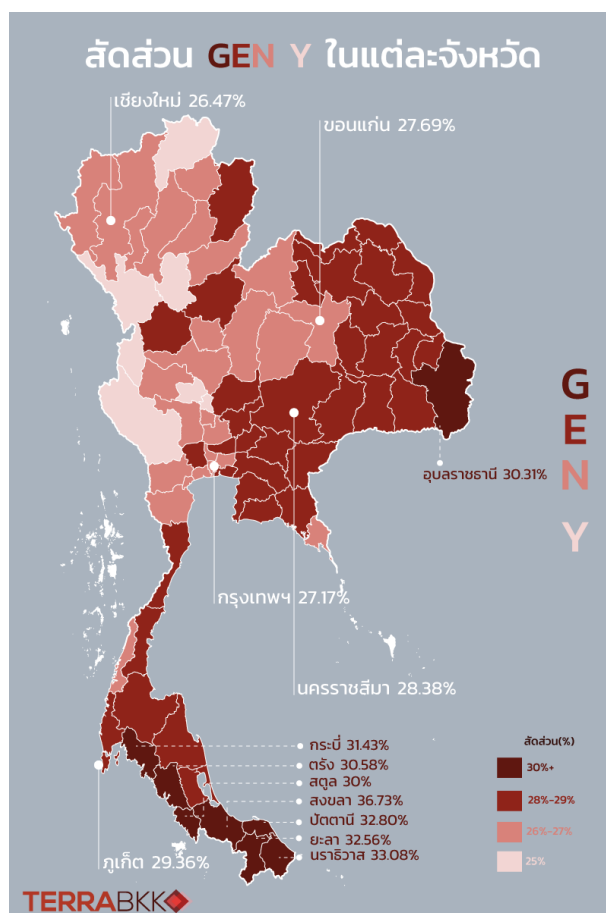 สัดส่วน GEN Y ในแต่ละจังหวัด
เชียงใหม่ 26.47%
ขอนแก่น 27.69%
GEN Y
อุบลราชธานี 30.31%
กรุงเทพฯ 27.17%
นครราชสีมา 28.38%
กระบี่ 31.43%
ตรัง 30.58%
สตูล 30%
สงขลา 36.73%
ปัตตานี 32.80%
ยะลา 32.56%
นราธิวาส 33.08%
ภูเก็ต 29.36%
สัดส่วน(%)
30%+
28%-29%
26%-27%
25%
TERRABKK